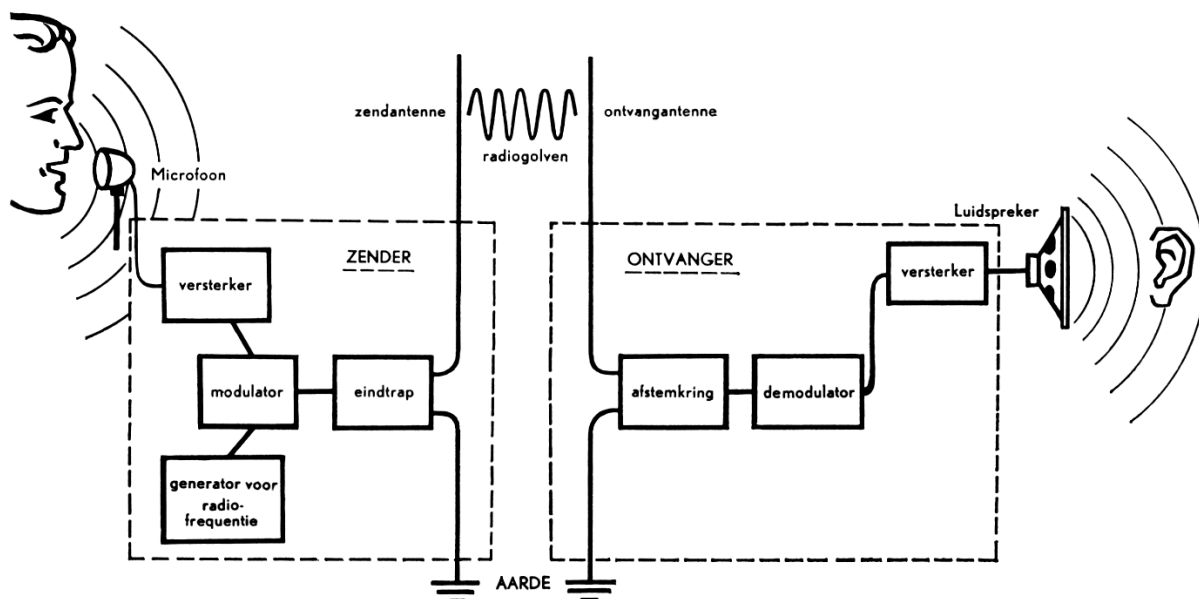 zendantenne
radiogolven
ontvangantenne
Microfoon
ZENDER
versterker
modulator
eindtrap
generator voor
radio-
frequentie
ONTVANGER
afstemkring
demodulator
versterker
Luidspreker
AARDE